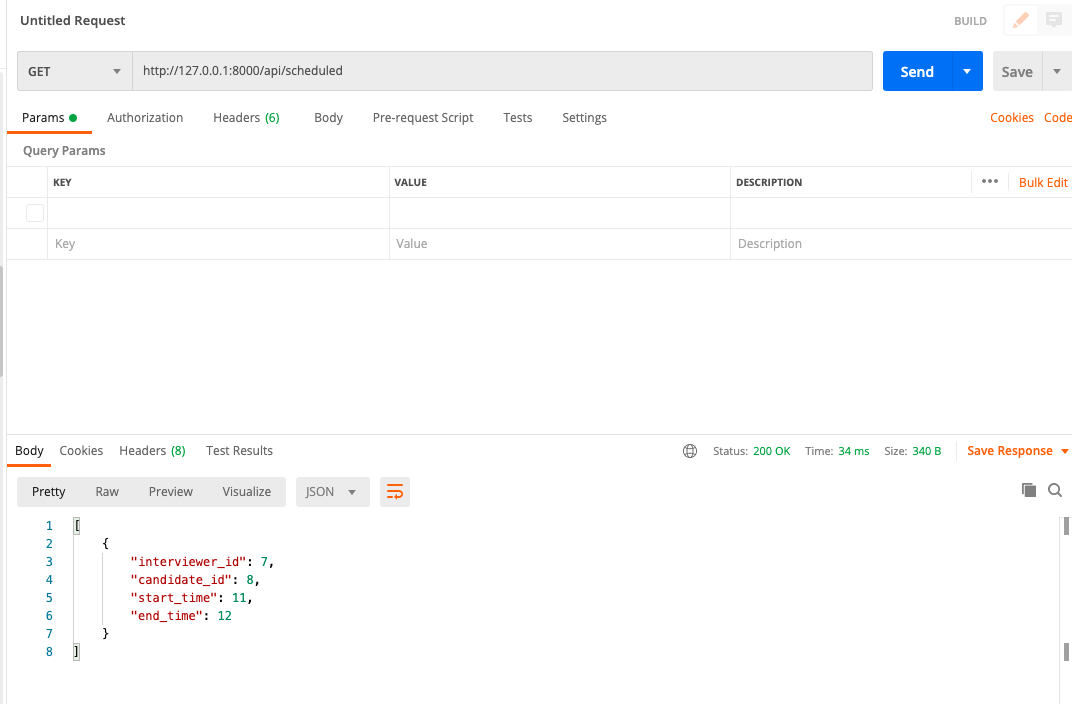 Untitled Request
BUILD
GET http://127.0.0.1:8000/api/scheduled Send Save
Params Authorization Headers (6) Body Pre-request Script Tests Settings Cookies Code
Query Params
KEY VALUE DESCRIPTION ••• Bulk Edit
Key Value Description
Body Cookies Headers (8) Test Results Status: 200 OK Time: 34 ms Size: 340 B Save Response
Pretty Raw Preview Visualize JSON
1 [
2 {
3 "interviewer_id": 7,
4 "candidate_id": 8,
5 "start_time": 11,
6 "end_time": 12
7 }
8 ]